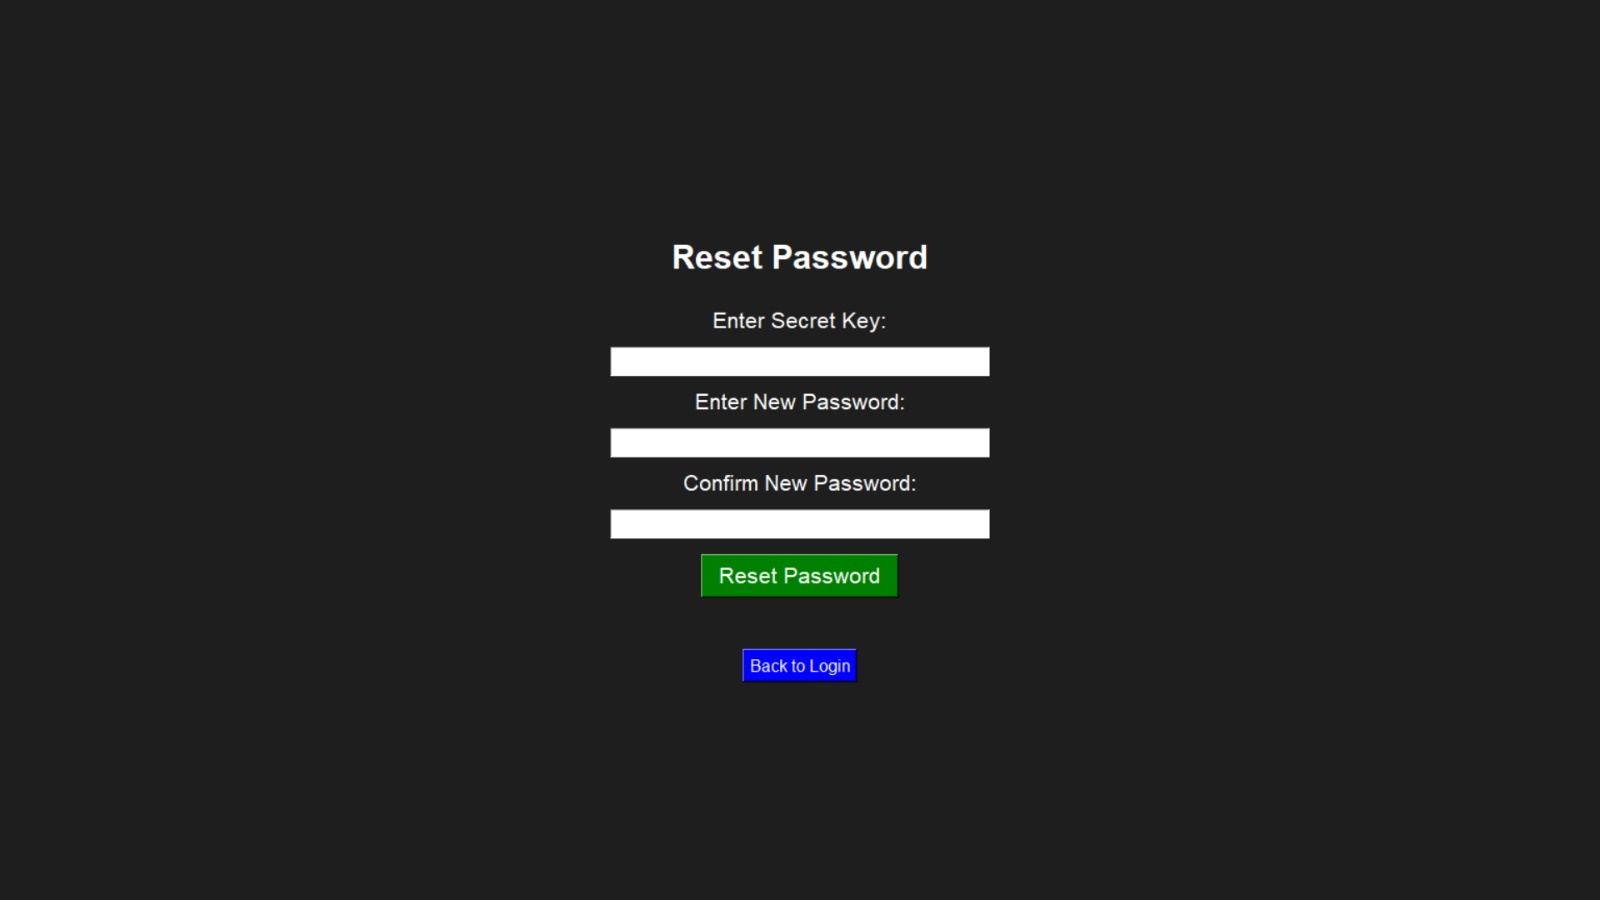 Reset Password
Enter Secret Key:
Enter New Password:
Confirm New Password:
Reset Password
Back to Login